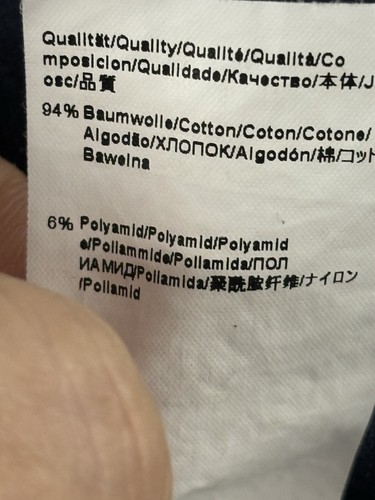 Qualität/Quality/Qualité/Qualità/Co
mposicion/Qualidade/Качество/本体/J
osc/品質
94% Baumwolle/Cotton/Coton/Cotone/
Algodão/ХЛОПОК/Algodón/棉/コット
Bawelna
6% Polyamid/Polyamid/Polyamid
e/Poliammide/Poliamida/ПОЛ
ИАМИД/Poliamida/聚酰胺纤维/ナイロン
/Poliamid